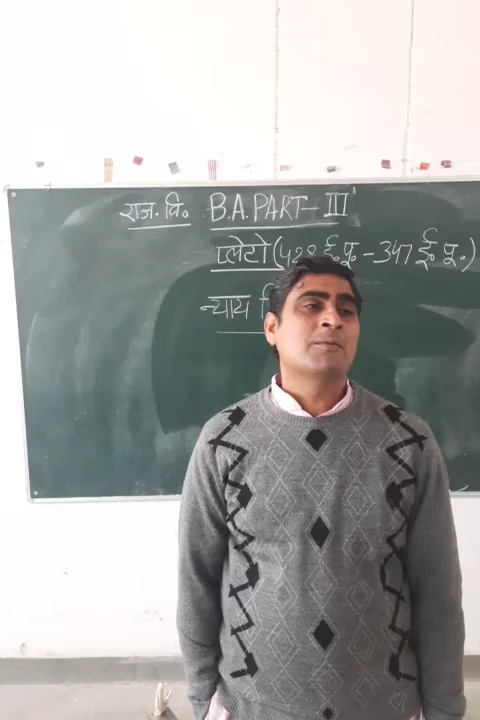 राज. वि. B.A. PART-III
प्लेटो (428 ई. पू. - 347 ई. पू.)
न्याय